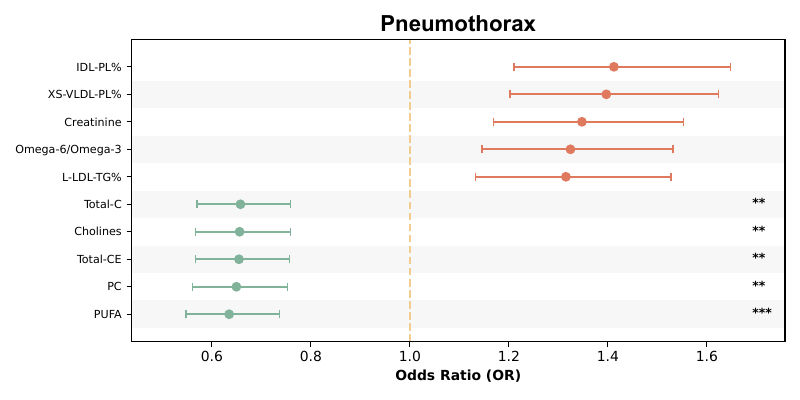 Pneumothorax
IDL-PL%
XS-VLDL-PL%
Creatinine
Omega-6/Omega-3
L-LDL-TG%
Total-C **
Cholines **
Total-CE **
PC **
PUFA ***
0.6 0.8 1.0 1.2 1.4 1.6
Odds Ratio (OR)